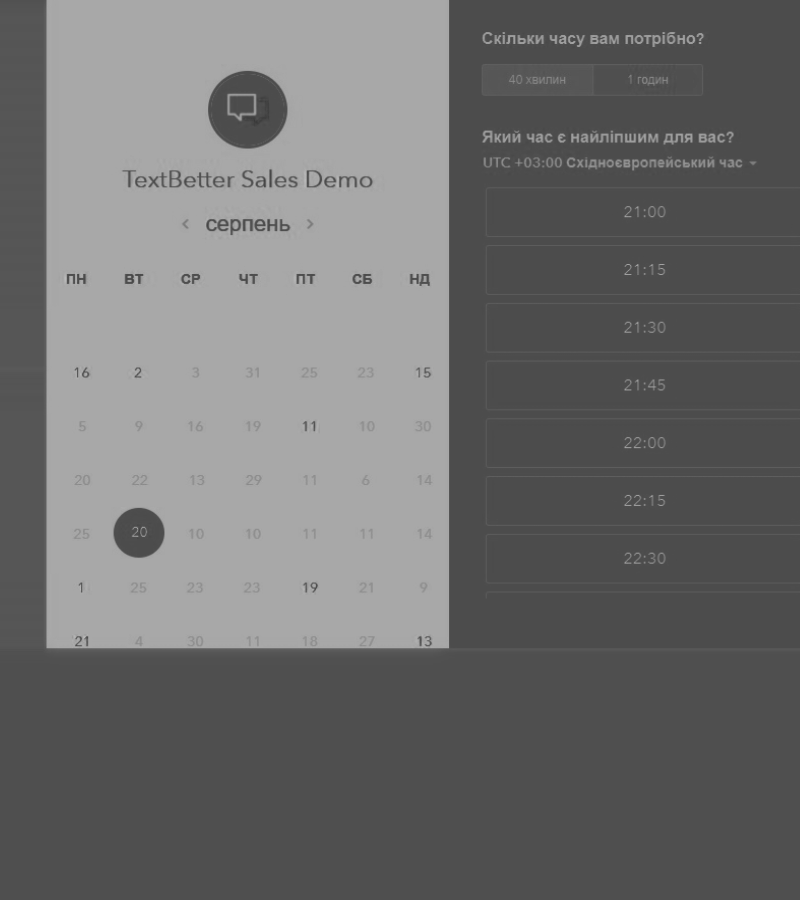 TextBetter Sales Demo
серпень
ПН ВТ СР ЧТ ПТ СБ НД
16 2 3 31 25 23 15
5 9 16 19 11 10 30
20 22 13 29 11 6 14
25 20 10 10 11 11 14
1 25 23 23 19 21 9
21 4 30 11 18 27 13
Скільки часу вам потрібно?
40 хвилин 1 годин
Який час є найліпшим для вас?
UTC +03:00 Східноєвропейський час
21:00
21:15
21:30
21:45
22:00
22:15
22:30